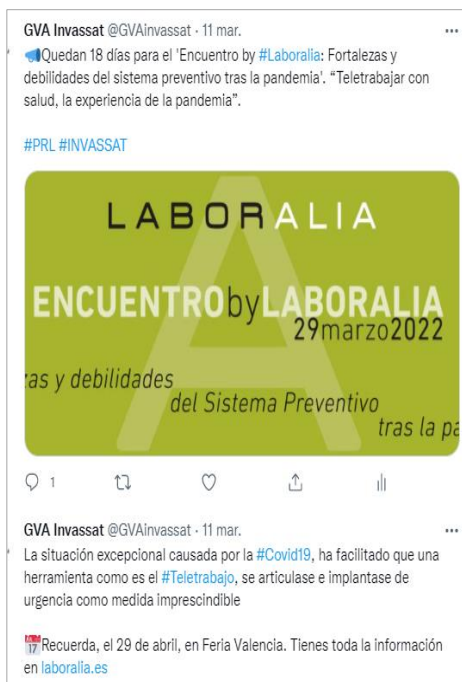 GVA Invassat @GVAinvassat · 11 mar.
📣Quedan 18 días para el 'Encuentro by #Laboralia: Fortalezas y
debilidades del sistema preventivo tras la pandemia'. “Teletrabajar con
salud, la experiencia de la pandemia”.
#PRL #INVASSAT
LABORALIA
ENCUENTRObyLABORALIA
29marzo2022
zas y debilidades
del Sistema Preventivo
tras la pa
1
GVA Invassat @GVAinvassat · 11 mar.
La situación excepcional causada por la #Covid19, ha facilitado que una
herramienta como es el #Teletrabajo, se articulase e implantase de
urgencia como medida imprescindible
📅Recuerda, el 29 de abril, en Feria Valencia. Tienes toda la información
en laboralia.es